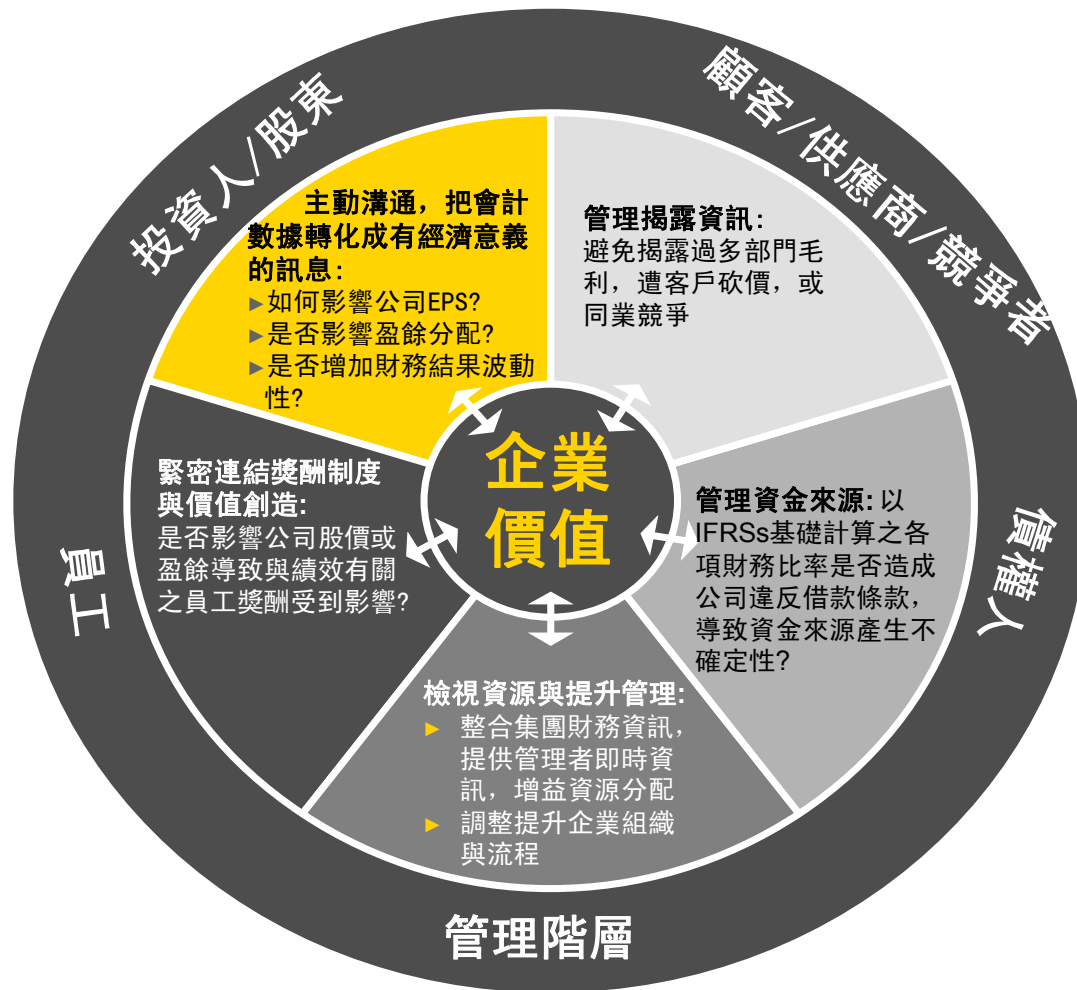 投資人/股東
顧客/供應商/競爭者
主動溝通，把會計
數據轉化成有經濟意義
的訊息：
▶如何影響公司EPS?
▶是否影響盈餘分配?
▶是否增加財務結果波動
性?
管理揭露資訊：
避免揭露過多部門毛
利，遭客戶砍價，或
同業競爭
企業
價值
緊密連結獎酬制度
與價值創造:
是否影響公司股價或
盈餘導致與績效有關
之員工獎酬受到影響?
管理資金來源: 以
IFRSs基礎計算之各
項財務比率是否造成
公司違反借款條款，
導致資金來源產生不
確定性?
員工
債權人
檢視資源與提升管理:
▶ 整合集團財務資訊，
提供管理者即時資
訊，增益資源分配
▶ 調整提升企業組織
與流程
管理階層